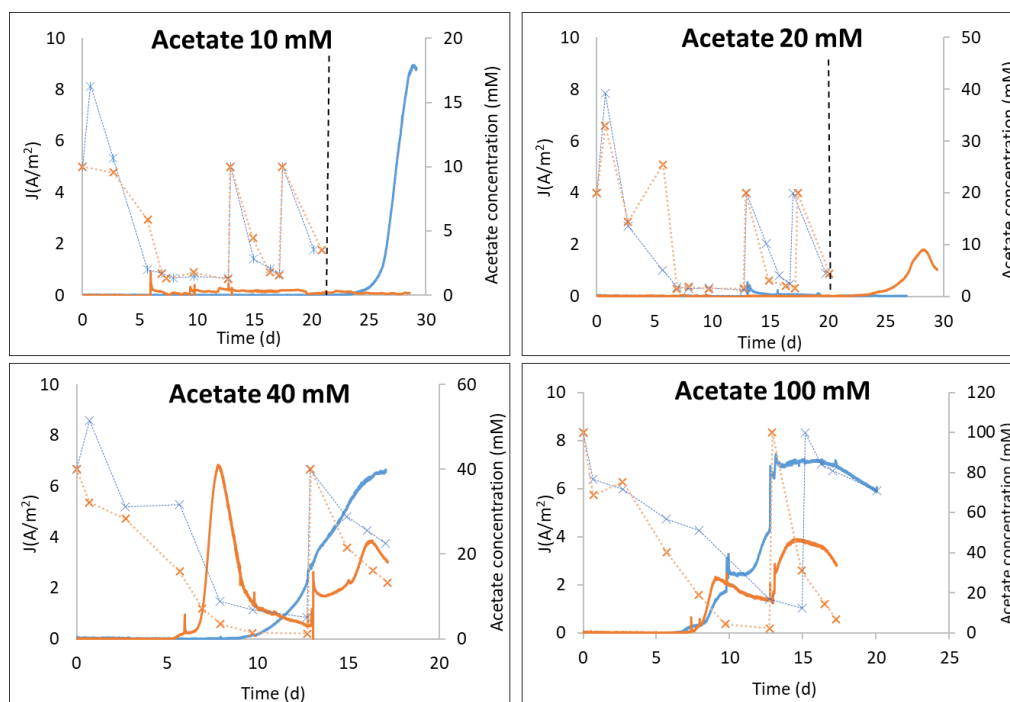 Acetate 10 mM
J(A/m²)
10
8
6
4
2
0
0 5 10 15 20 25 30
Time (d)
20
15
10
5
0
Acetate concentration (mM)
Acetate 20 mM
J(A/m²)
10
8
6
4
2
0
0 5 10 15 20 25 30
Time (d)
50
40
30
20
10
0
Acetate concentration (mM)
Acetate 40 mM
J(A/m²)
10
8
6
4
2
0
0 5 10 15 20
Time (d)
60
40
20
0
Acetate concentration (mM)
Acetate 100 mM
J(A/m²)
10
8
6
4
2
0
0 5 10 15 20 25
Time (d)
120
100
80
60
40
20
0
Acetate concentration (mM)